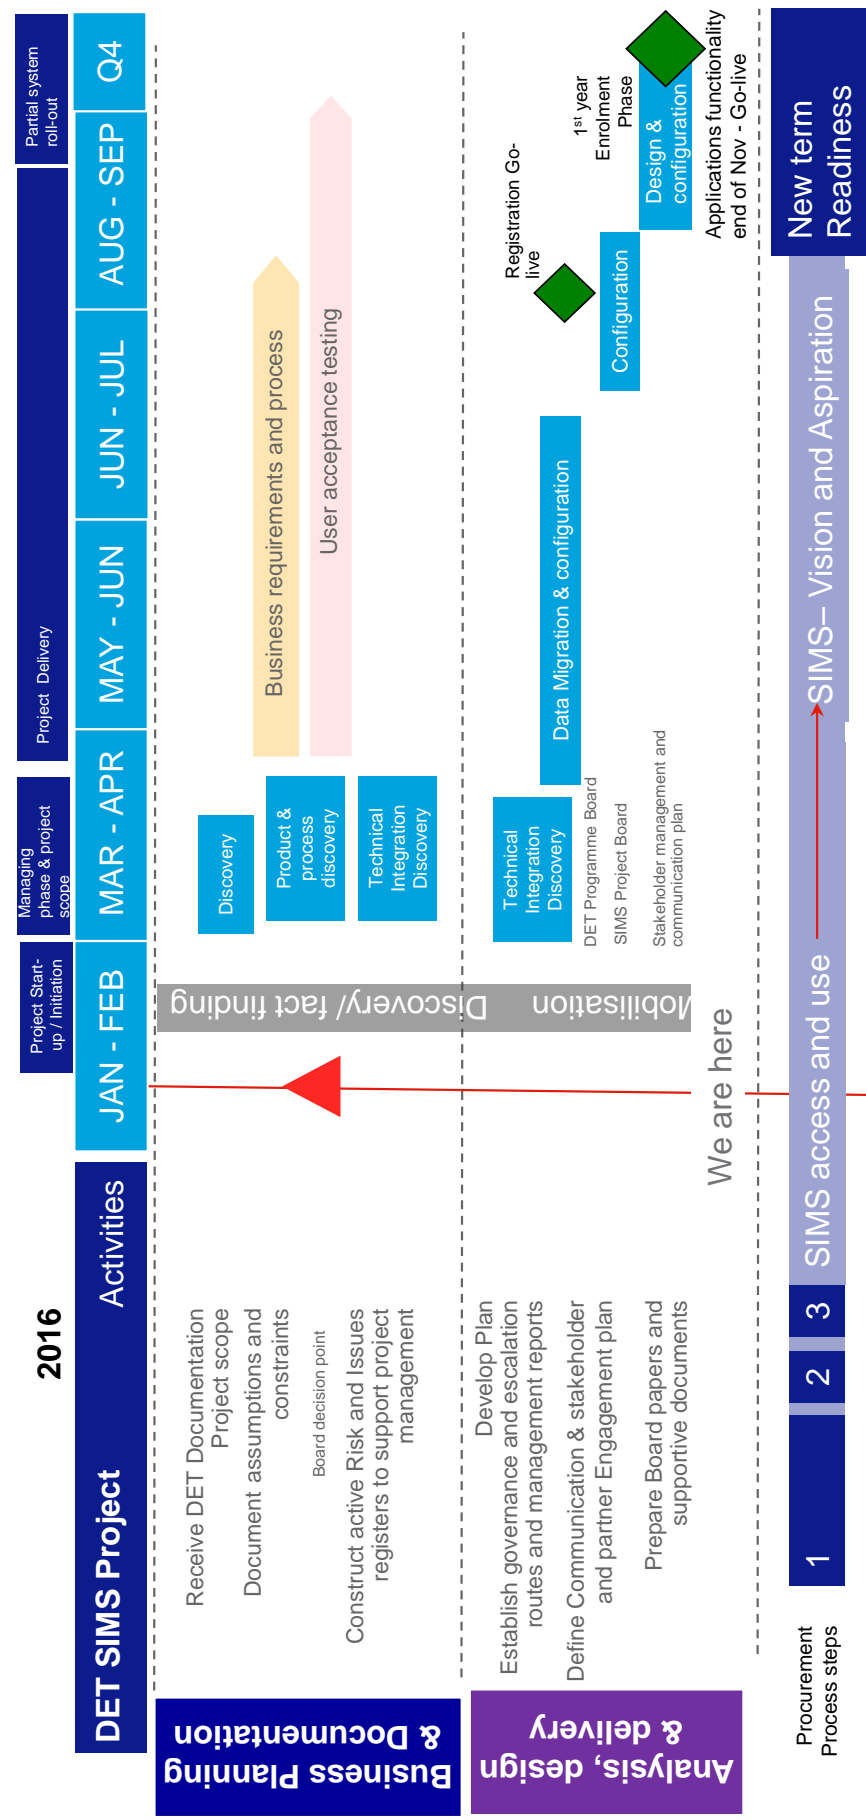 2016
Project Start-
up / Initiation
Managing
phase & project
scope
Project  Delivery
Partial system
roll-out
DET SIMS Project
Activities
JAN - FEB
MAR - APR
MAY - JUN
JUN - JUL
AUG - SEP
Q4
Business Planning
& Documentation
Receive DET Documentation
Project scope
Document assumptions and
constraints
Board decision point
Construct active Risk and Issues
registers to support project
management
Discovery/ fact finding
Discovery
Product &
process
discovery
Technical
Integration
Discovery
Business requirements and process
User acceptance testing
Analysis, design
& delivery
Develop Plan
Establish governance and escalation
routes and management reports
Define Communication & stakeholder
and partner Engagement plan
Prepare Board papers and
supportive documents
Mobilisation
Technical
Integration
Discovery
DET Programme Board
SIMS Project Board
Stakeholder management and
communication plan
Data Migration & configuration
Registration Go-
live
Configuration
1st year
Enrolment
Phase
Design &
configuration
Applications functionality
end of Nov - Go-live
We are here
Procurement
Process steps
1
2
3
SIMS access and use
SIMS– Vision and Aspiration
New term
Readiness